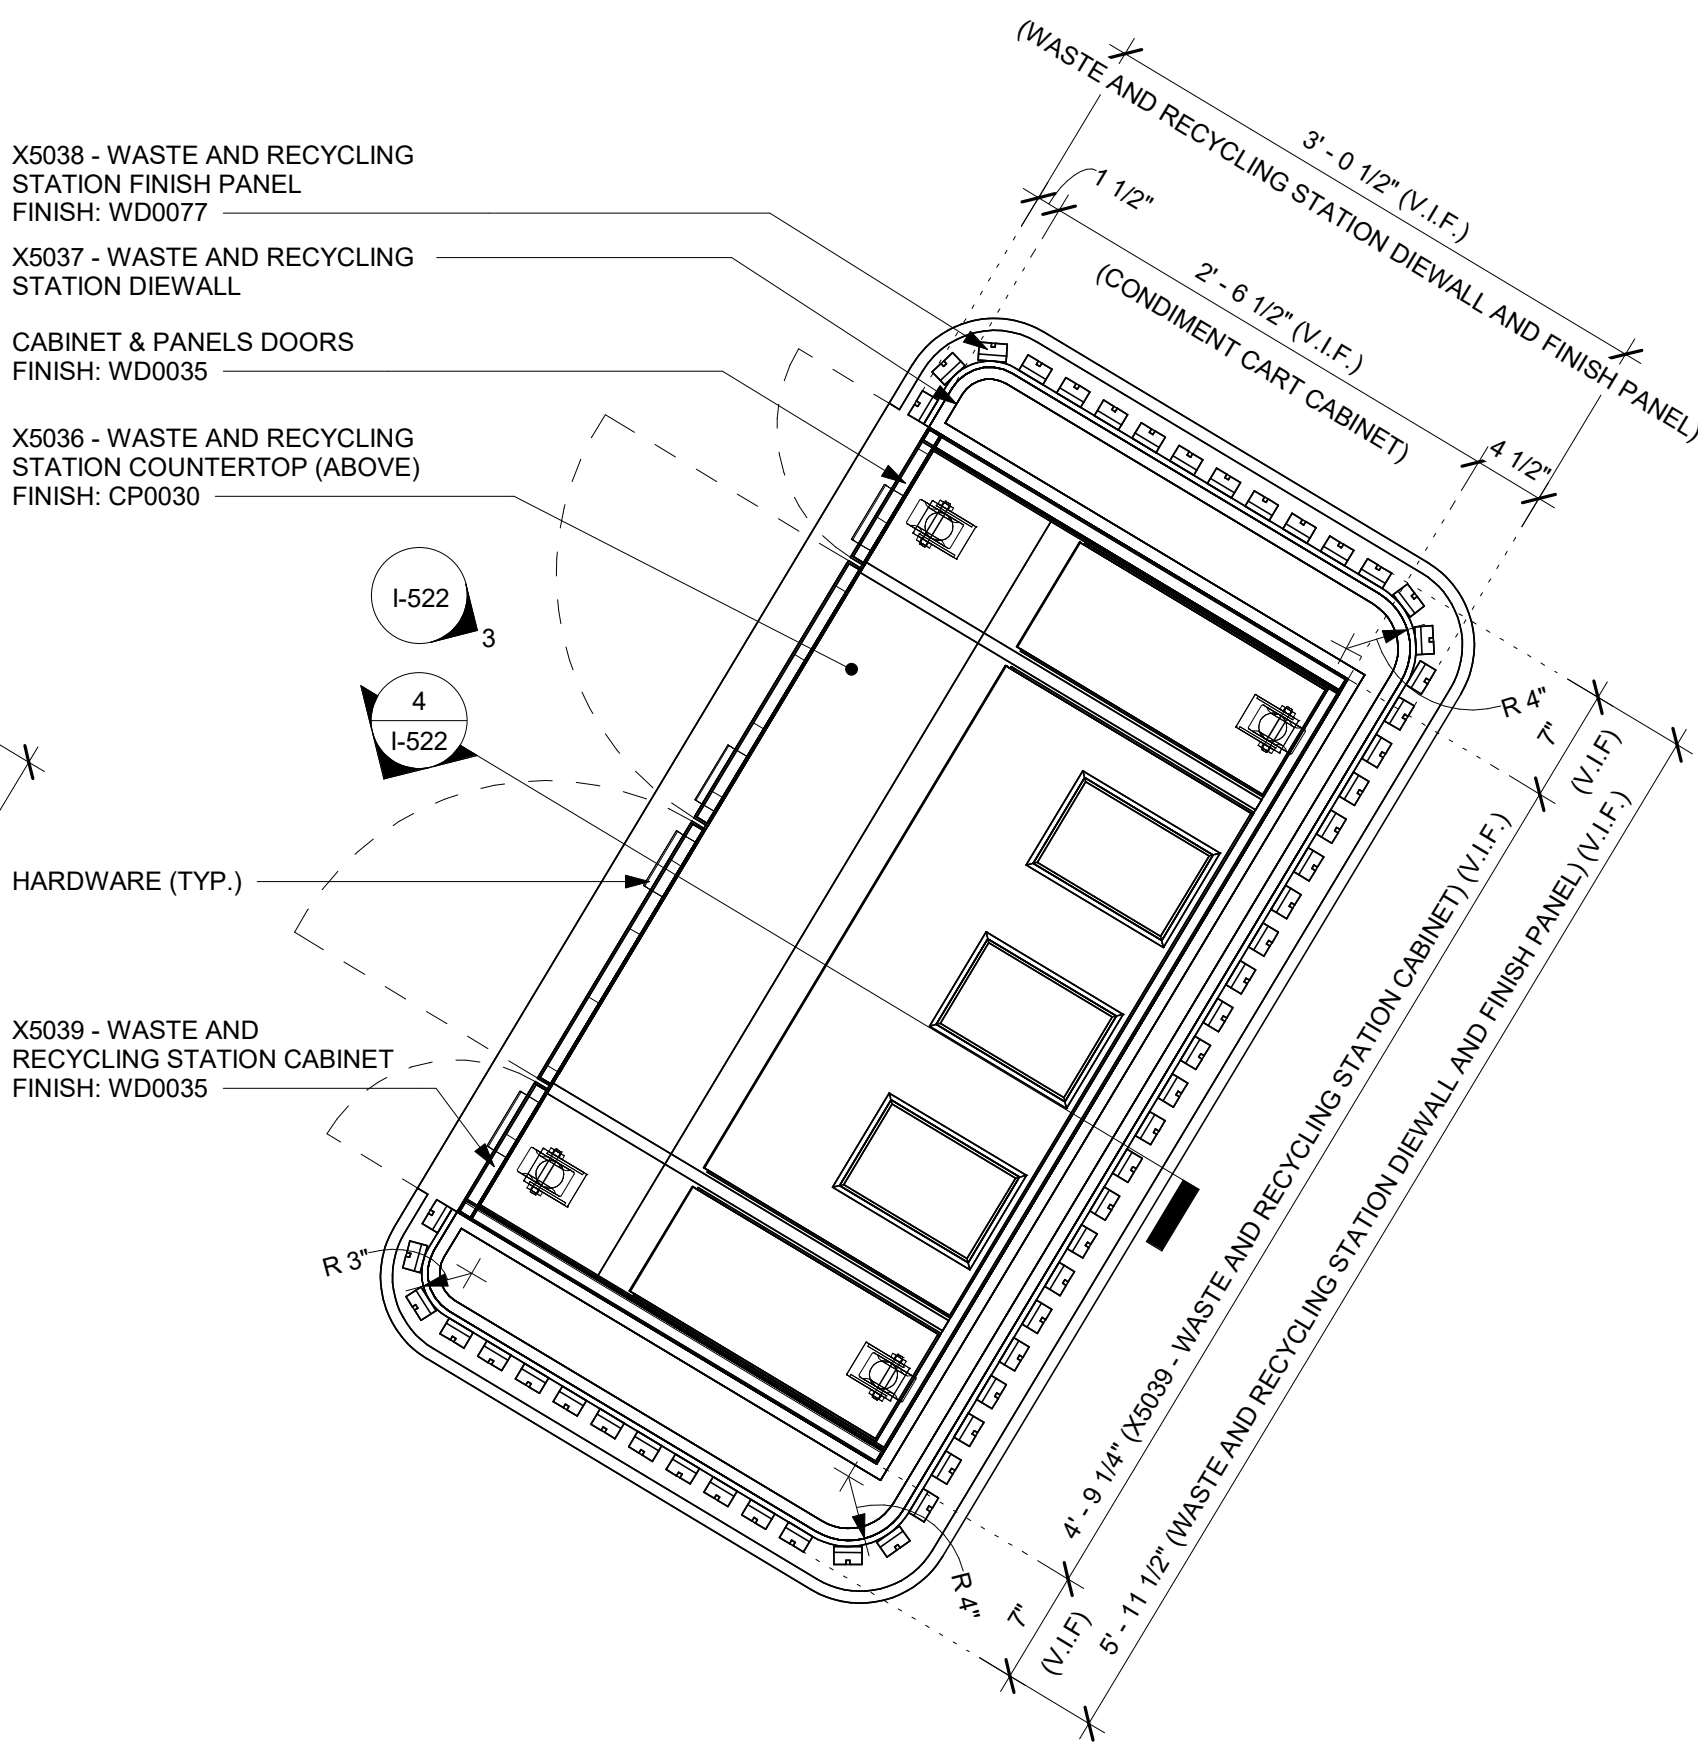 X5038 - WASTE AND RECYCLING
STATION FINISH PANEL
FINISH: WD0077
X5037 - WASTE AND RECYCLING
STATION DIEWALL
CABINET & PANELS DOORS
FINISH: WD0035
X5036 - WASTE AND RECYCLING
STATION COUNTERTOP (ABOVE)
FINISH: CP0030
I-522
3
4
I-522
HARDWARE (TYP.)
X5039 - WASTE AND
RECYCLING STATION CABINET
FINISH: WD0035
3' - 0 1/2" (V.I.F.)
(WASTE AND RECYCLING STATION DIEWALL AND FINISH PANEL)
1 1/2"
2' - 6 1/2" (V.I.F.)
(CONDIMENT CART CABINET)
4 1/2"
R 4"
7"
(V.I.F)
4' - 9 1/4" (X5039 - WASTE AND RECYCLING STATION CABINET) (V.I.F.)
5' - 11 1/2" (WASTE AND RECYCLING STATION DIEWALL AND FINISH PANEL) (V.I.F.)
R 3"
R 4"
7"
(V.I.F)